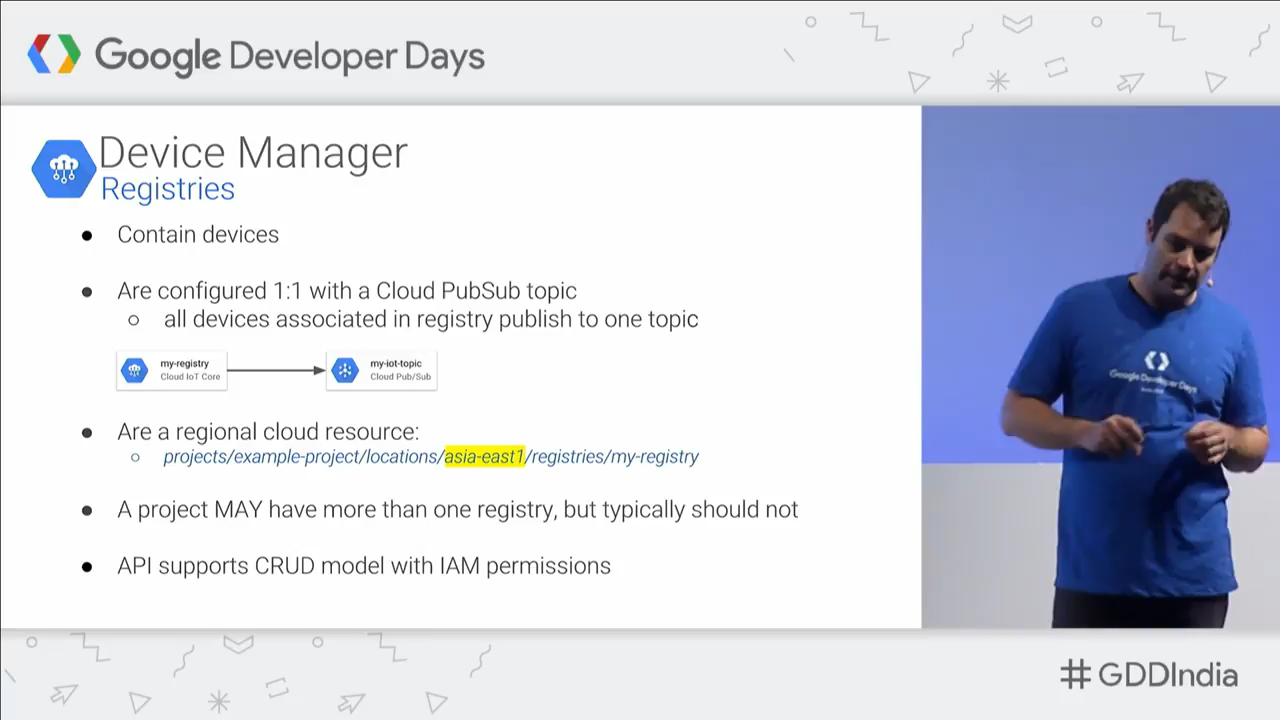 Google Developer Days
Device Manager
Registries
● Contain devices
● Are configured 1:1 with a Cloud PubSub topic
○ all devices associated in registry publish to one topic
my-registry
Cloud IoT Core
my-iot-topic
Cloud Pub/Sub
● Are a regional cloud resource:
○ projects/example-project/locations/asia-east1/registries/my-registry
● A project MAY have more than one registry, but typically should not
● API supports CRUD model with IAM permissions
Google Developer Days
#GDDIndia